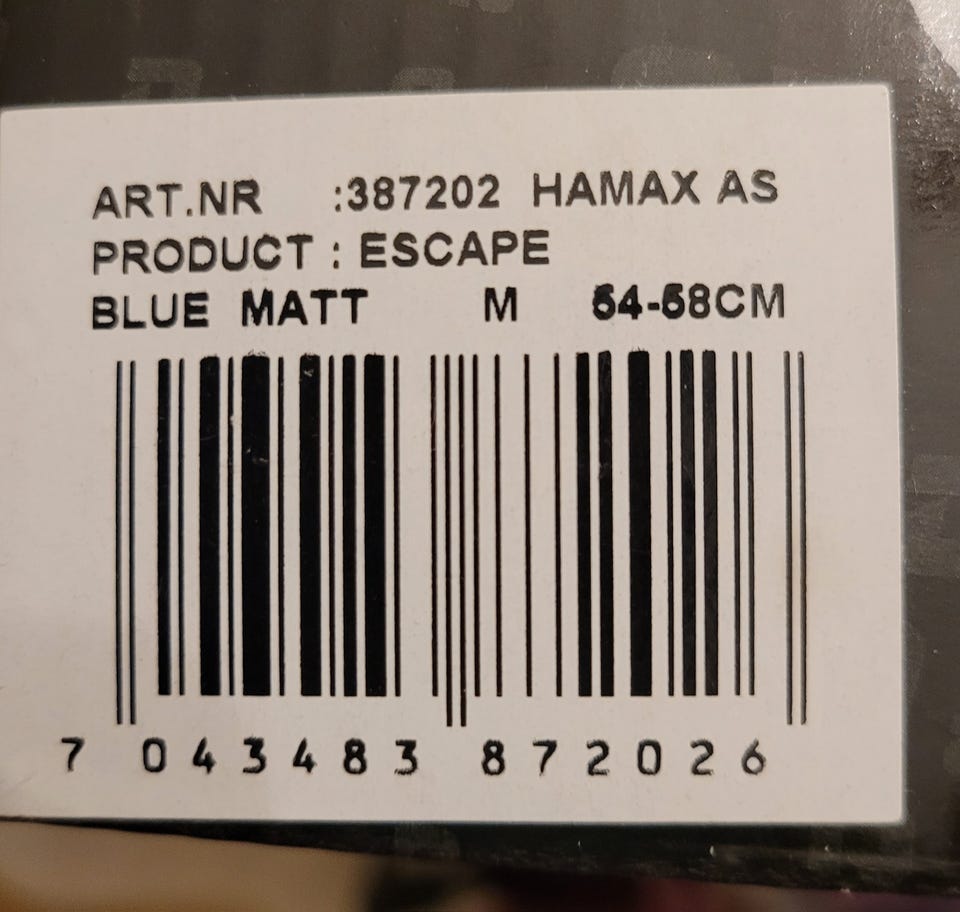 ART.NR :387202 HAMAX AS
PRODUCT : ESCAPE
BLUE MATT M 54-58CM
7 043483 872026